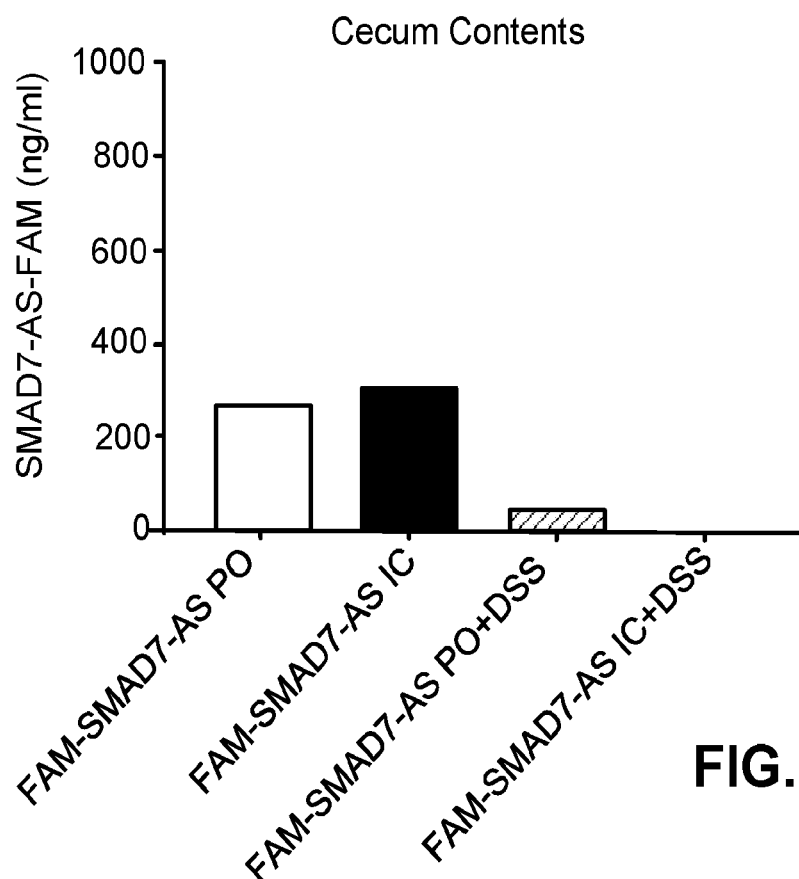 Cecum Contents
SMAD7-AS-FAM (ng/ml)
1000
800
600
400
200
0
FAM-SMAD7-AS PO
FAM-SMAD7-AS IC
FAM-SMAD7-AS PO+DSS
FAM-SMAD7-AS IC+DSS
FIG.